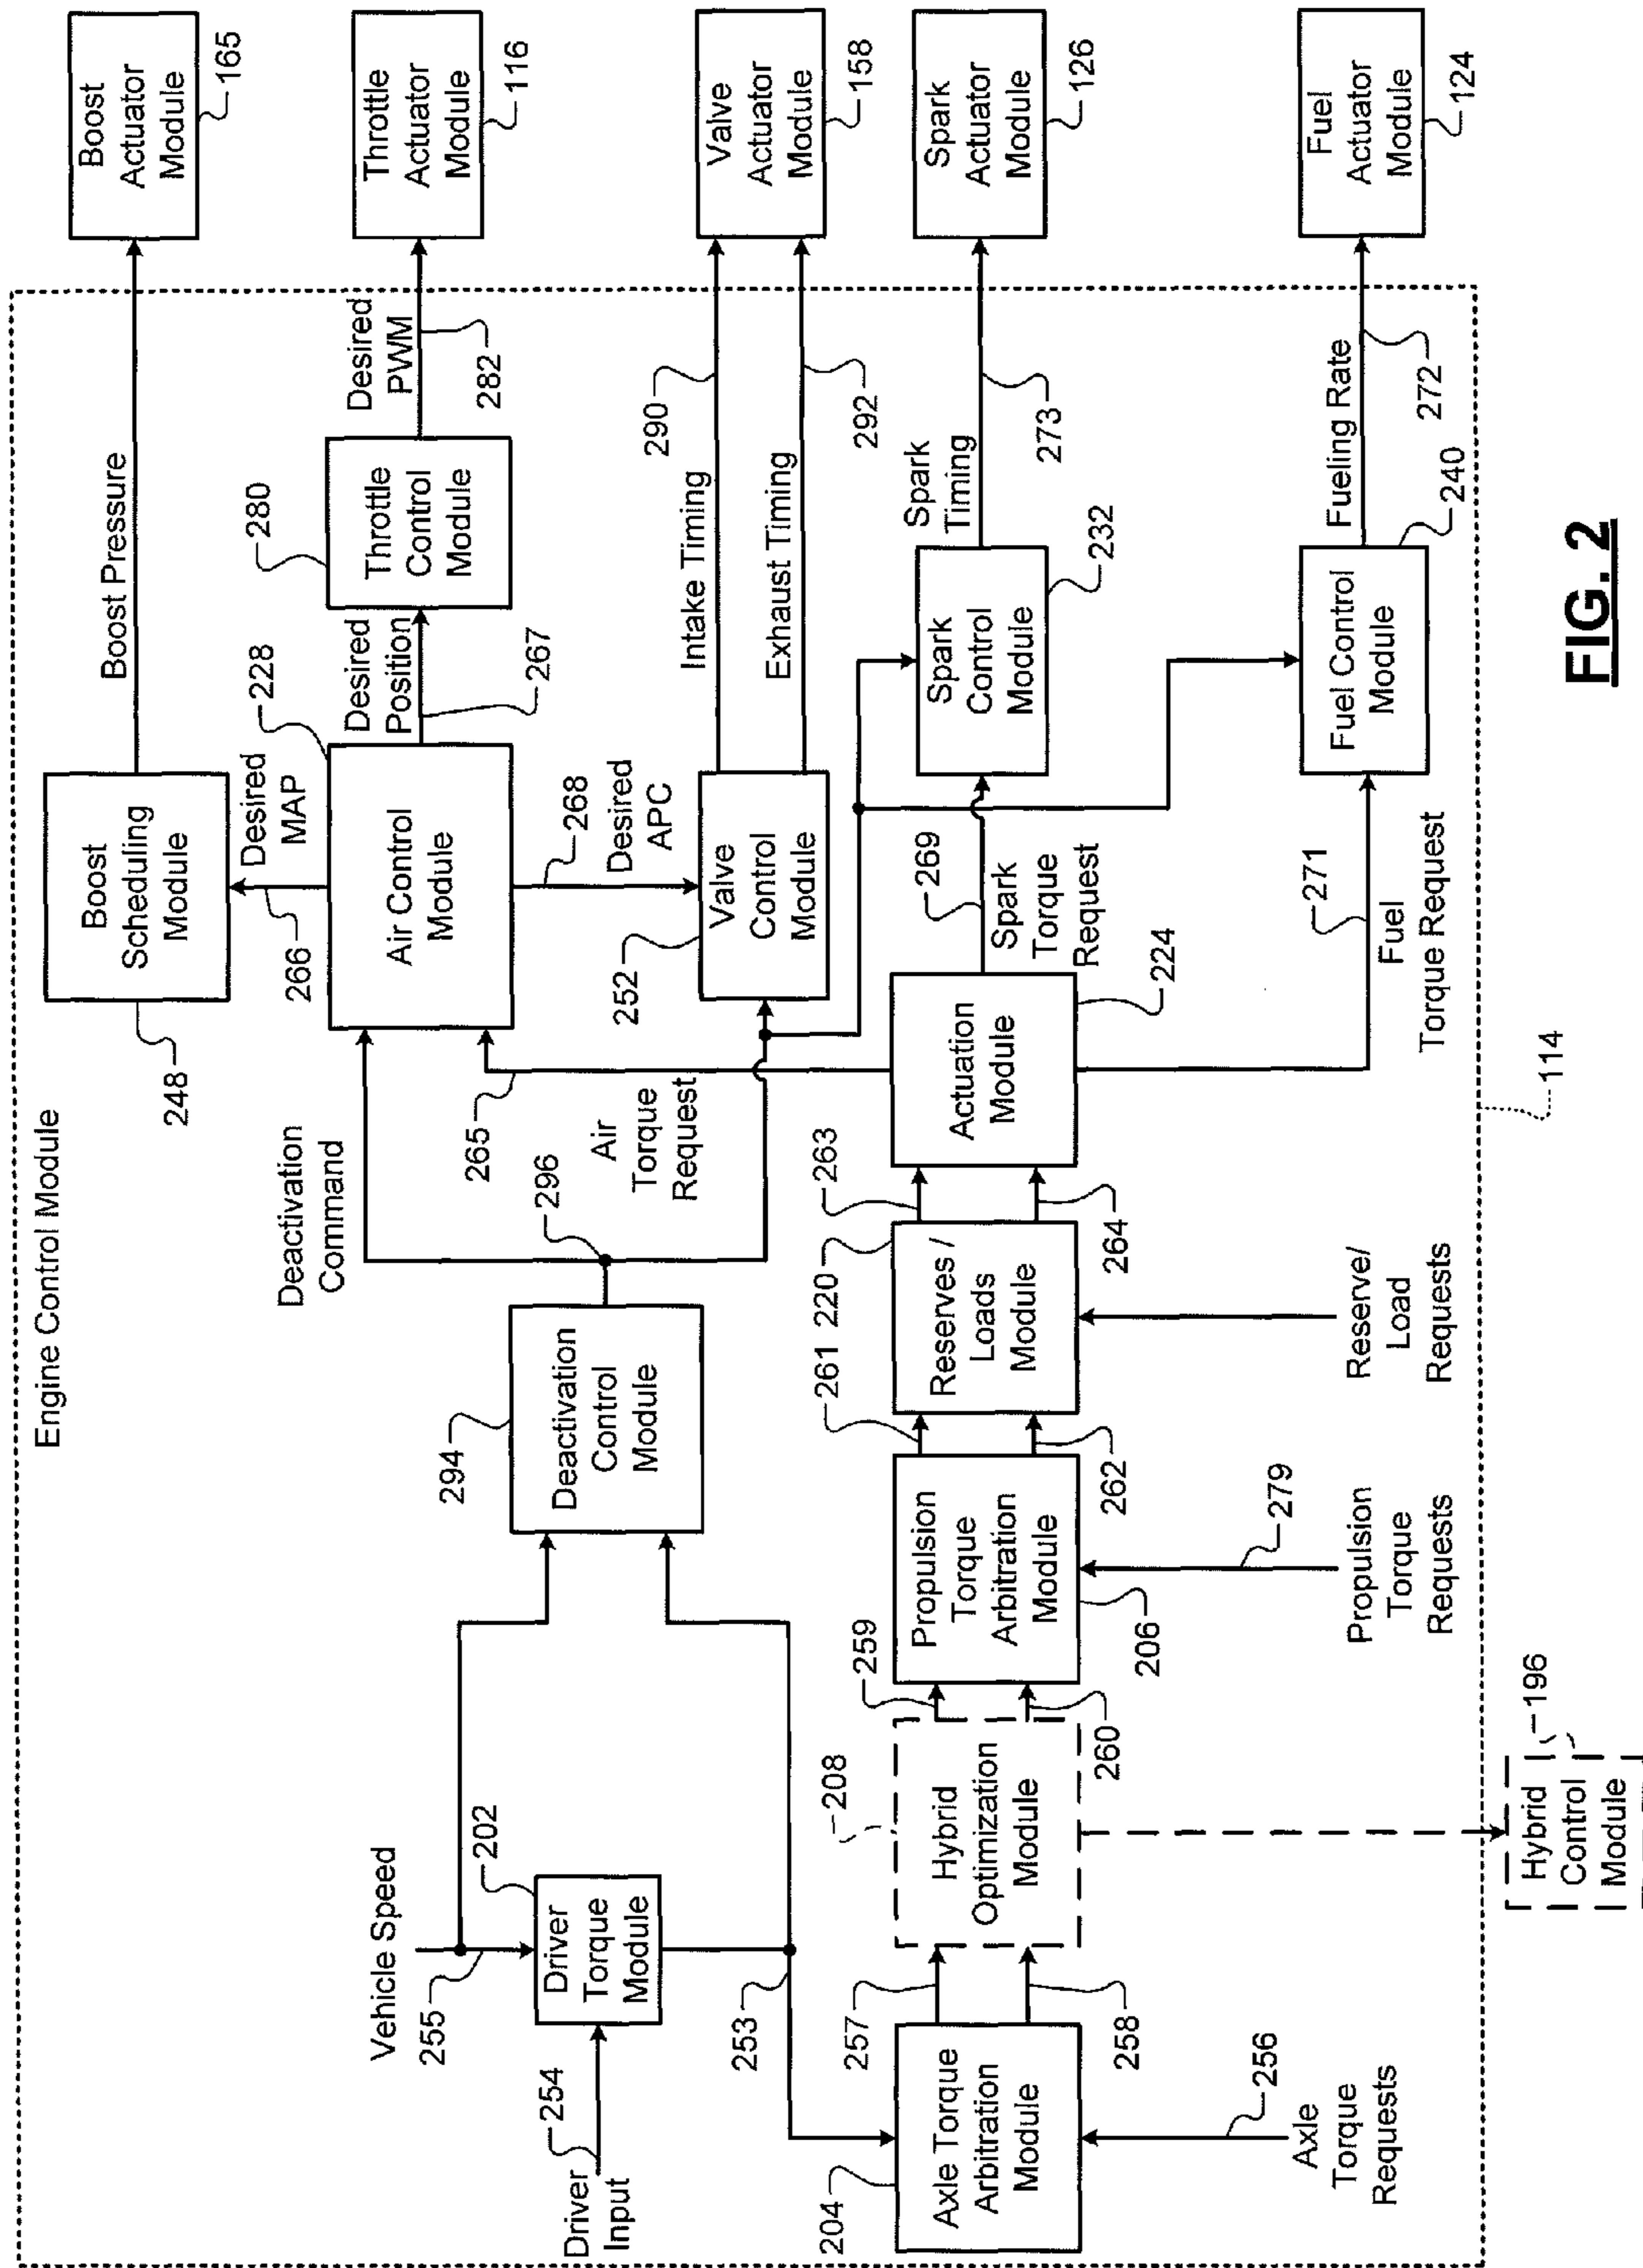 Engine Control Module
Boost
Actuator
Module
165
Throttle
Actuator
Module
116
Valve
Actuator
Module
158
Spark
Actuator
Module
126
Fuel
Actuator
Module
124
Boost Pressure
Boost
Scheduling
Module
248
Desired
MAP
266
228
Air Control
Module
Desired
Position
267
280
Throttle
Control
Module
Desired
PWM
282
268
Desired
APC
252
Valve
Control
Module
Intake Timing
290
Exhaust Timing
292
Spark
Control
Module
232
Spark
Timing
273
Fuel Control
Module
240
Fueling Rate
272
Deactivation
Command
265
Air
Torque
Request
296
294
Deactivation
Control
Module
269
Spark
Torque
Request
Actuation
Module
224
271
Fuel
Torque Request
Vehicle Speed
255
202
Driver
Torque
Module
254
Driver
Input
253
204
Axle Torque
Arbitration
Module
256
Axle
Torque
Requests
257
258
208
Hybrid
Optimization
Module
259
260
Propulsion
Torque
Arbitration
Module
206
279
Propulsion
Torque
Requests
261
262
220
Reserves /
Loads
Module
263
264
Reserve/
Load
Requests
114
Hybrid
Control
Module
196
FIG. 2